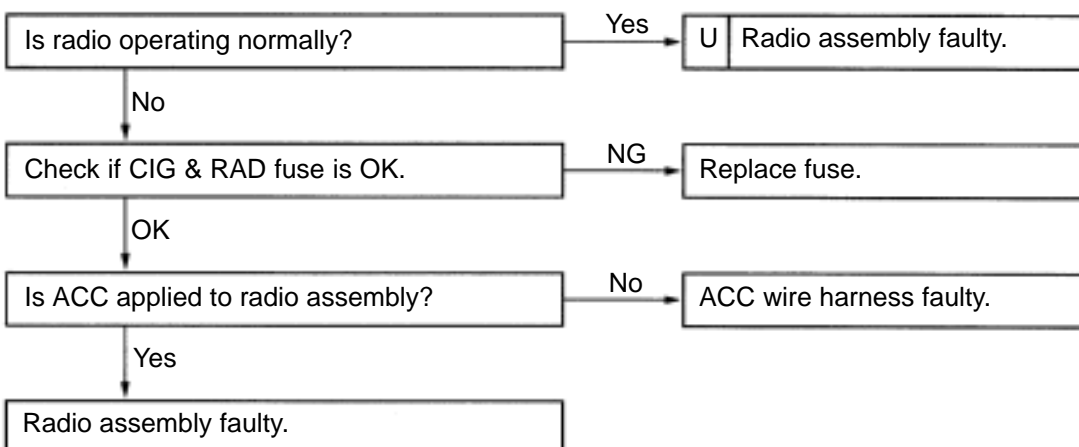 Is radio operating normally?
Yes
U Radio assembly faulty.
No
Check if CIG & RAD fuse is OK.
NG
Replace fuse.
OK
Is ACC applied to radio assembly?
No
ACC wire harness faulty.
Yes
Radio assembly faulty.